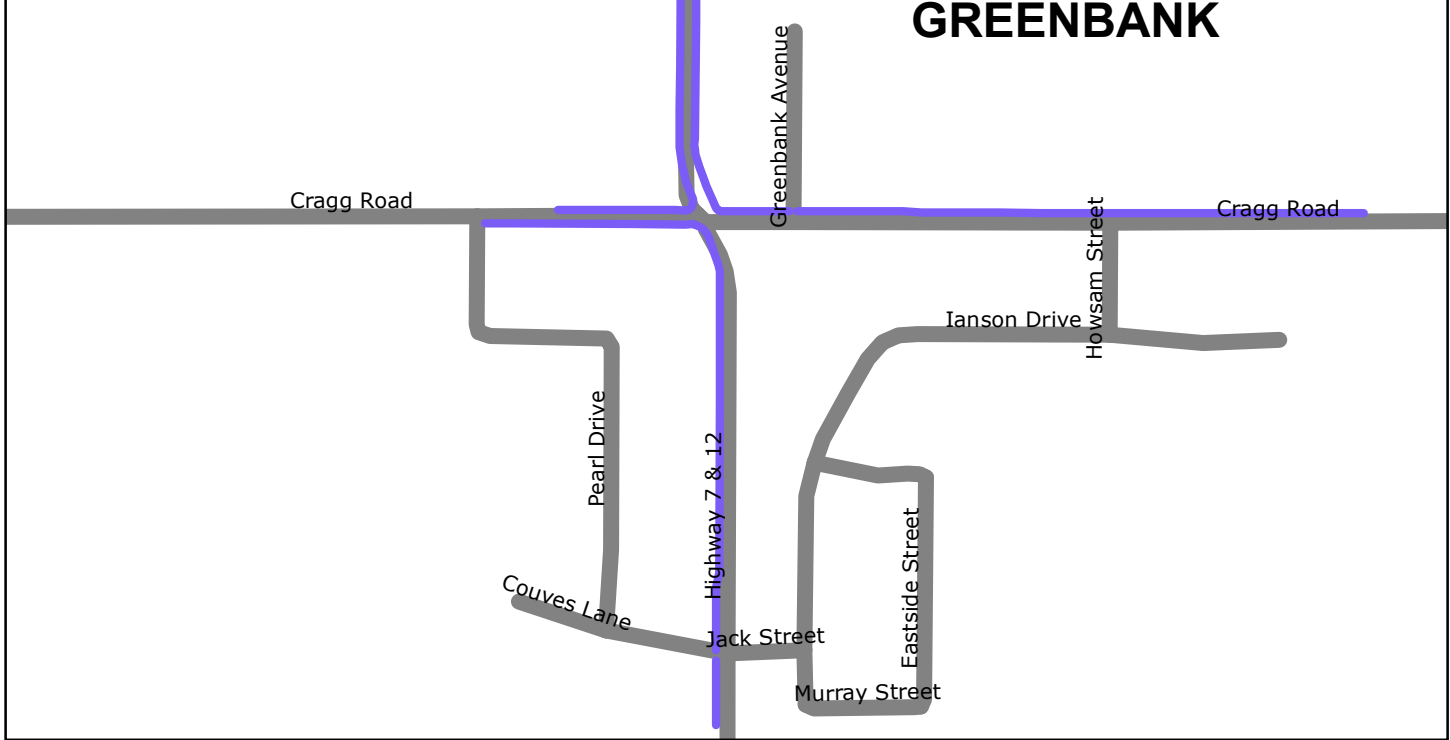 GREENBANK
Greenbank Avenue
Cragg Road
Cragg Road
Howsam Street
Ianson Drive
Pearl Drive
Highway 7 & 12
Eastside Street
Couves Lane
Jack Street
Murray Street